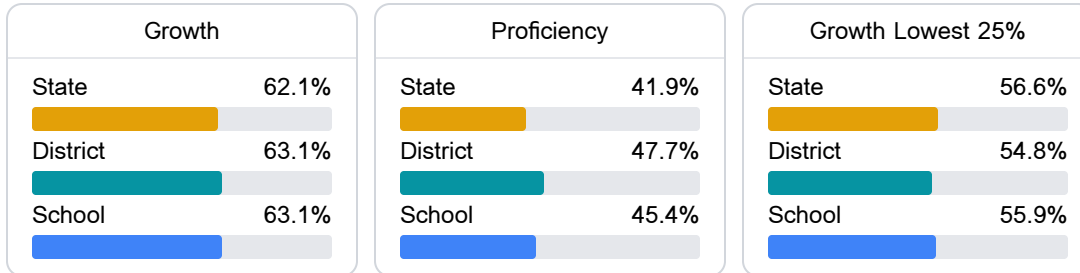 Growth
State 62.1%
District 63.1%
School 63.1%
Proficiency
State 41.9%
District 47.7%
School 45.4%
Growth Lowest 25%
State 56.6%
District 54.8%
School 55.9%